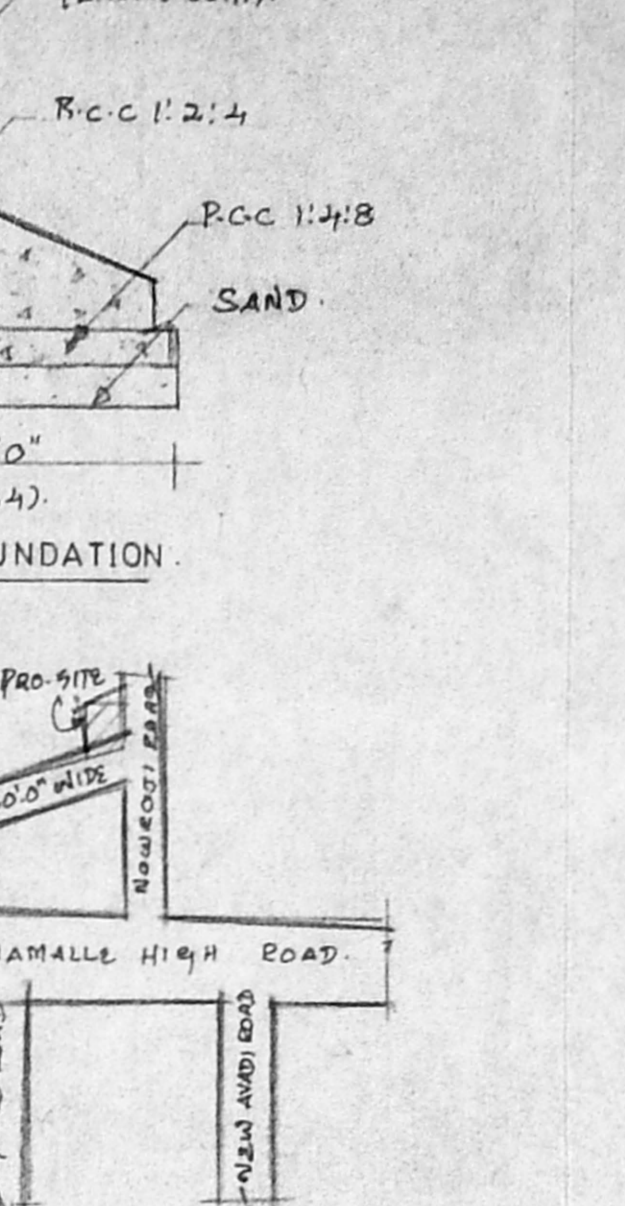 R.C.C 1:2:4
P.C.C 1:4:8
SAND.
0"
4).
UNDATION.
PRO-SITE
0'.0" WIDE
NOWROJI ROAD
AMALLE HIGH ROAD.
NEW AVADI ROAD